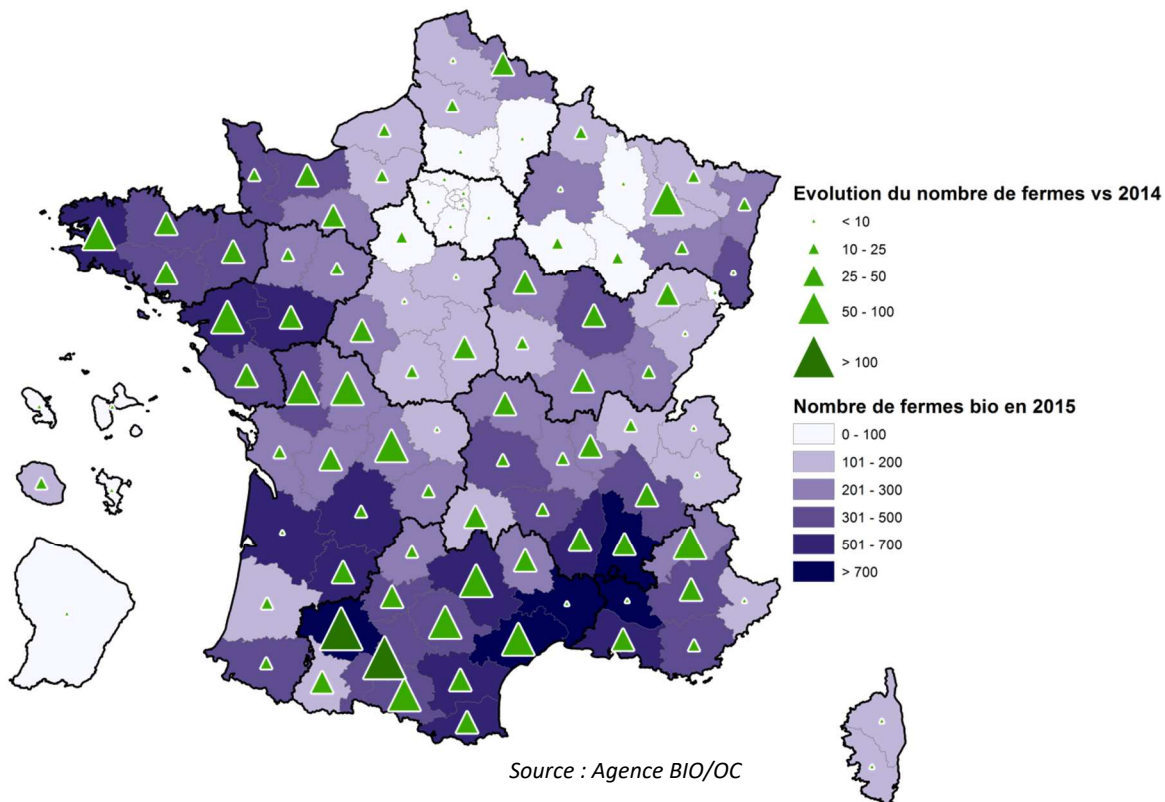 Evolution du nombre de fermes vs 2014
< 10
10 - 25
25 - 50
50 - 100
> 100
Nombre de fermes bio en 2015
0 - 100
101 - 200
201 - 300
301 - 500
501 - 700
> 700
Source : Agence BIO/OC